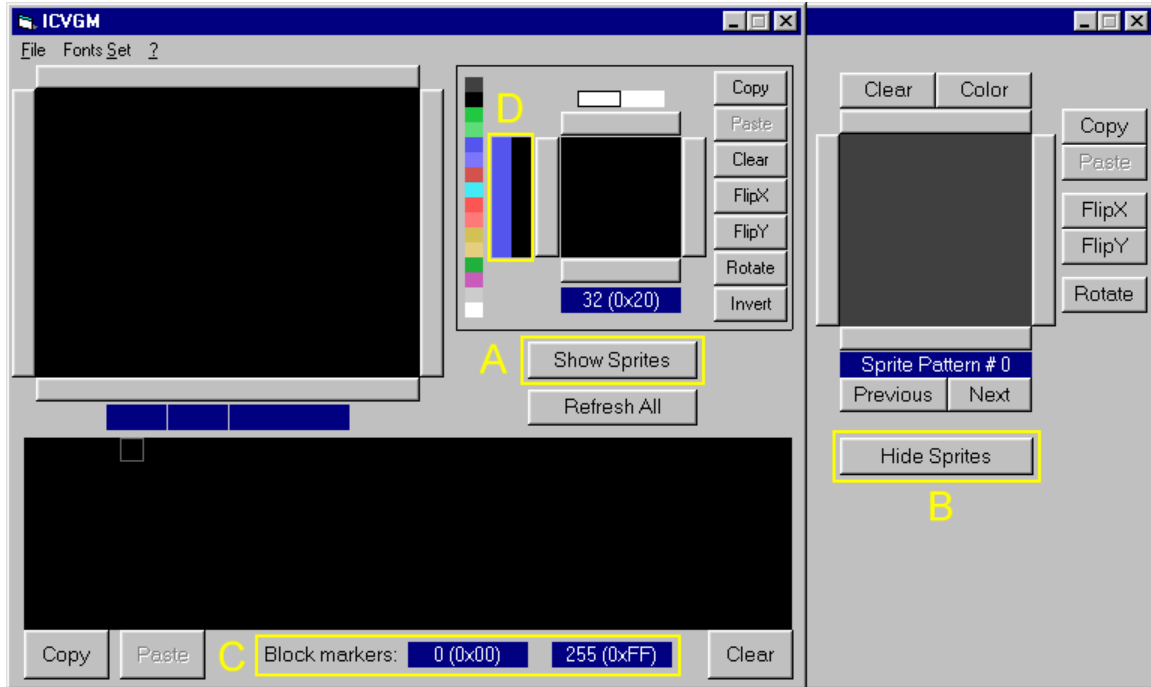 ICVGM
File Fonts Set ?
D
Copy
Paste
Clear
FlipX
FlipY
Rotate
Invert
32 (0x20)
A
Show Sprites
Refresh All
Clear Color
Copy
Paste
FlipX
FlipY
Rotate
Sprite Pattern # 0
Previous Next
Hide Sprites
B
Copy Paste C Block markers: 0 (0x00) 255 (0xFF) Clear